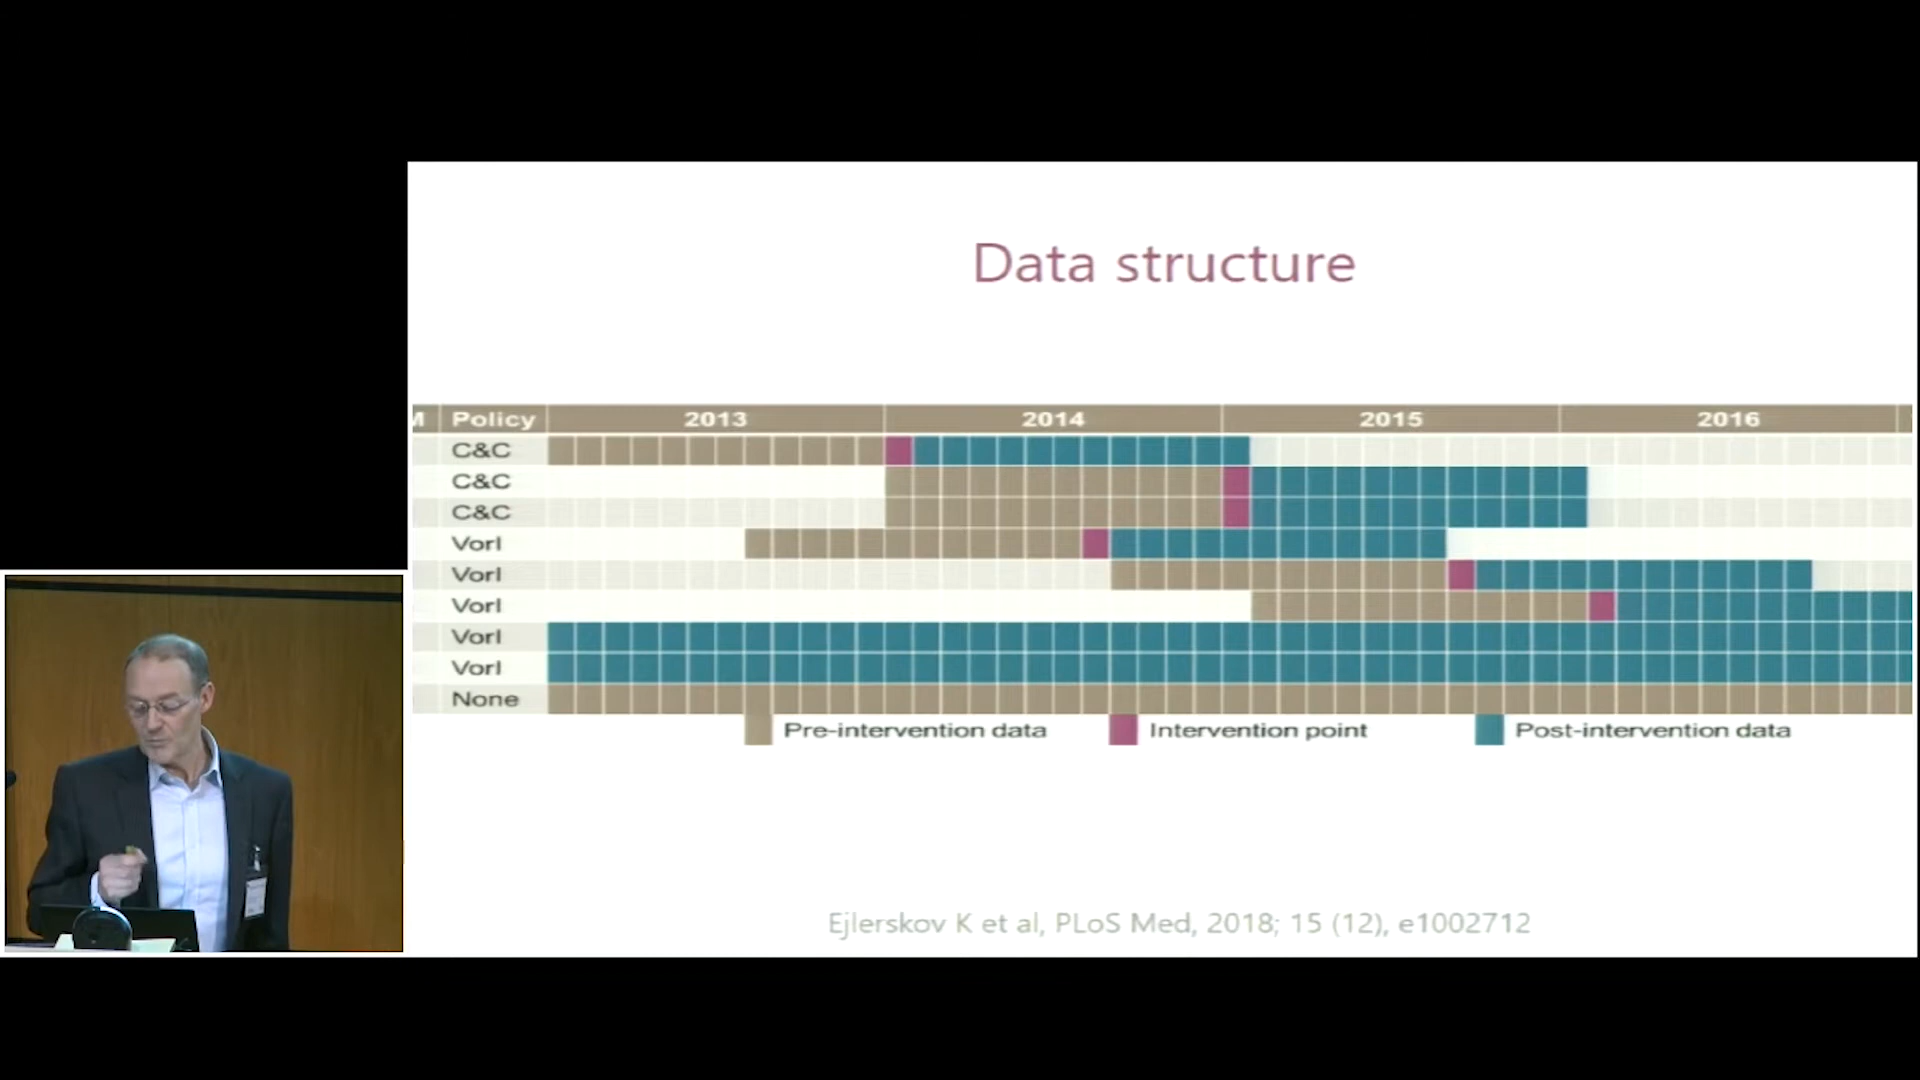 Data structure
M Policy 2013 2014 2015 2016
C&C
C&C
C&C
VorI
VorI
VorI
VorI
VorI
None
Pre-intervention data Intervention point Post-intervention data
Ejlerskov K et al, PLoS Med, 2018; 15 (12), e1002712